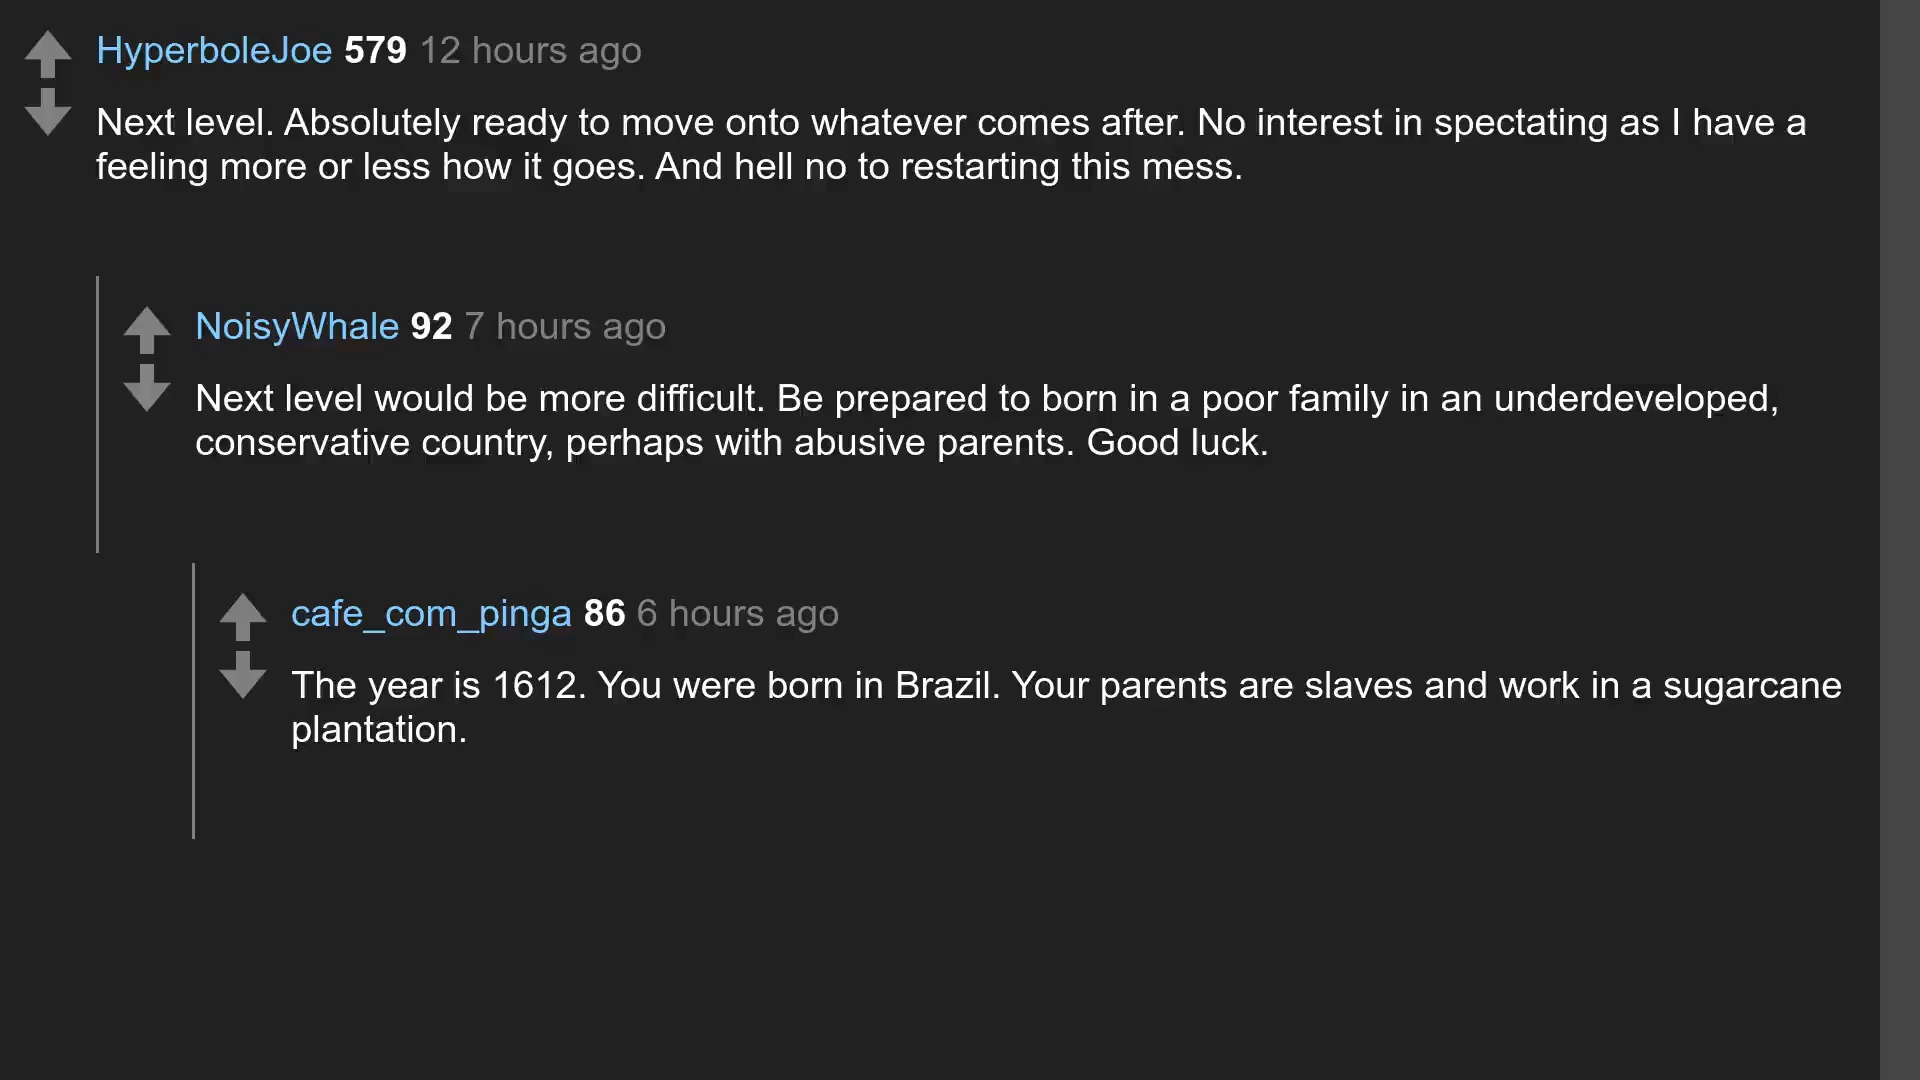 HyperboleJoe 579 12 hours ago
Next level. Absolutely ready to move onto whatever comes after. No interest in spectating as I have a
feeling more or less how it goes. And hell no to restarting this mess.
NoisyWhale 92 7 hours ago
Next level would be more difficult. Be prepared to born in a poor family in an underdeveloped,
conservative country, perhaps with abusive parents. Good luck.
cafe_com_pinga 86 6 hours ago
The year is 1612. You were born in Brazil. Your parents are slaves and work in a sugarcane
plantation.